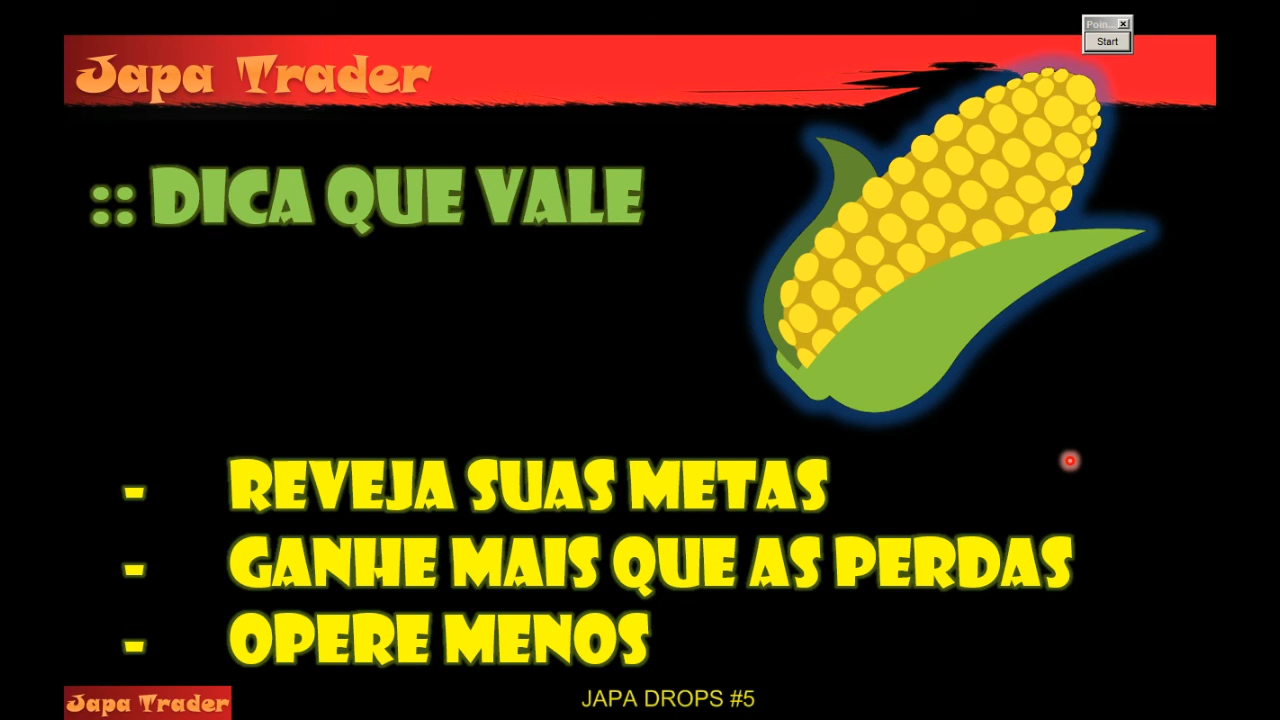 Poin...
Start
Japa Trader
:: DICA QUE VALE
- REVEJA SUAS METAS
- GANHE MAIS QUE AS PERDAS
- OPERE MENOS
Japa Trader
JAPA DROPS #5